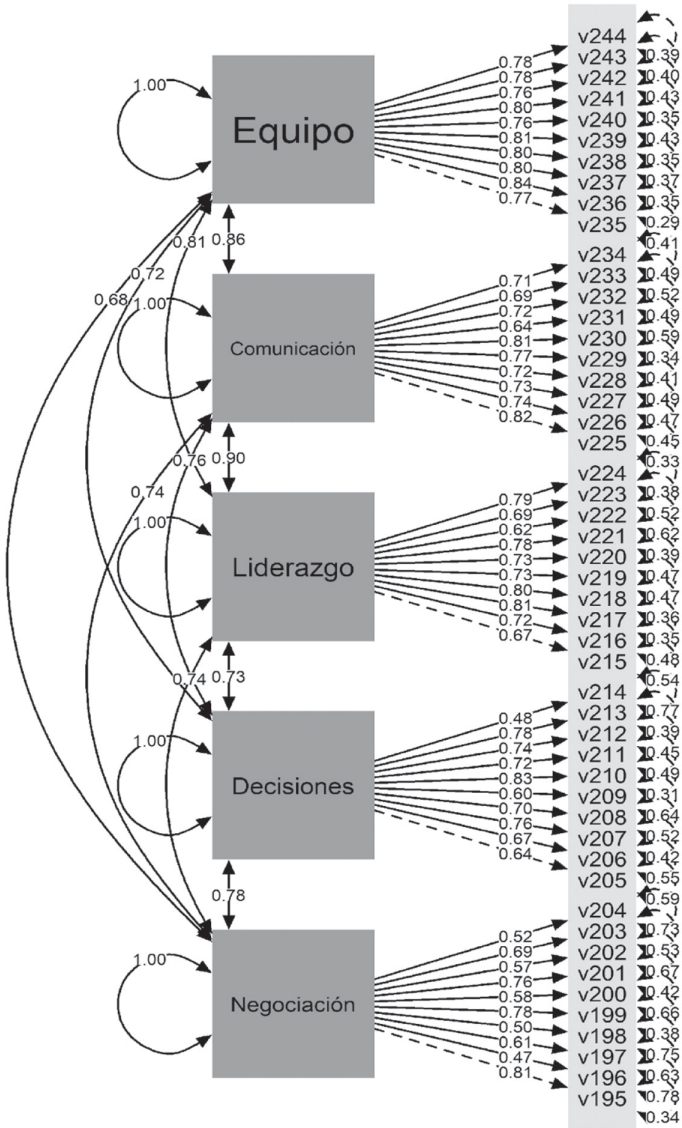 v244
0.39
0.78 v243
0.40
0.78 v242
1.00 0.76 0.43
0.80 v241
0.35
Equipo 0.76 v240
0.43
0.81 v239
0.35
0.80 v238
0.37
0.80 v237
0.35
0.84 v236
0.29
0.77 v235
0.41
0.81 0.86
0.72 v234
0.49
0.68 0.71 v233
0.52
1.00 0.69 v232
0.49
0.72 v231
0.59
0.64 v230
0.34
Comunicación 0.81 v229
0.41
0.77 v228
0.49
0.72 v227
0.47
0.73 v226
0.45
0.74 v225
0.33
0.82
0.76 0.90
0.74 v224
0.38
0.79 v223
0.52
1.00 0.69 v222
0.62
0.62 v221
0.39
0.78 v220
0.47
Liderazgo 0.73 v219
0.47
0.73 v218
0.36
0.80 v217
0.35
0.81 v216
0.48
0.72 v215
0.54
0.67
0.74 0.73
v214
0.77
0.48 v213
0.39
1.00 0.78 v212
0.45
0.74 v211
0.49
0.72 v210
0.31
Decisiones 0.83 v209
0.64
0.60 v208
0.52
0.70 v207
0.42
0.76 v206
0.55
0.67 v205
0.59
0.64
0.78
v204
0.73
0.52 v203
0.53
1.00 0.69 v202
0.67
0.57 v201
0.42
0.76 v200
0.66
Negociación 0.58 v199
0.38
0.78 v198
0.75
0.50 v197
0.63
0.61 v196
0.78
0.47 v195
0.34
0.81